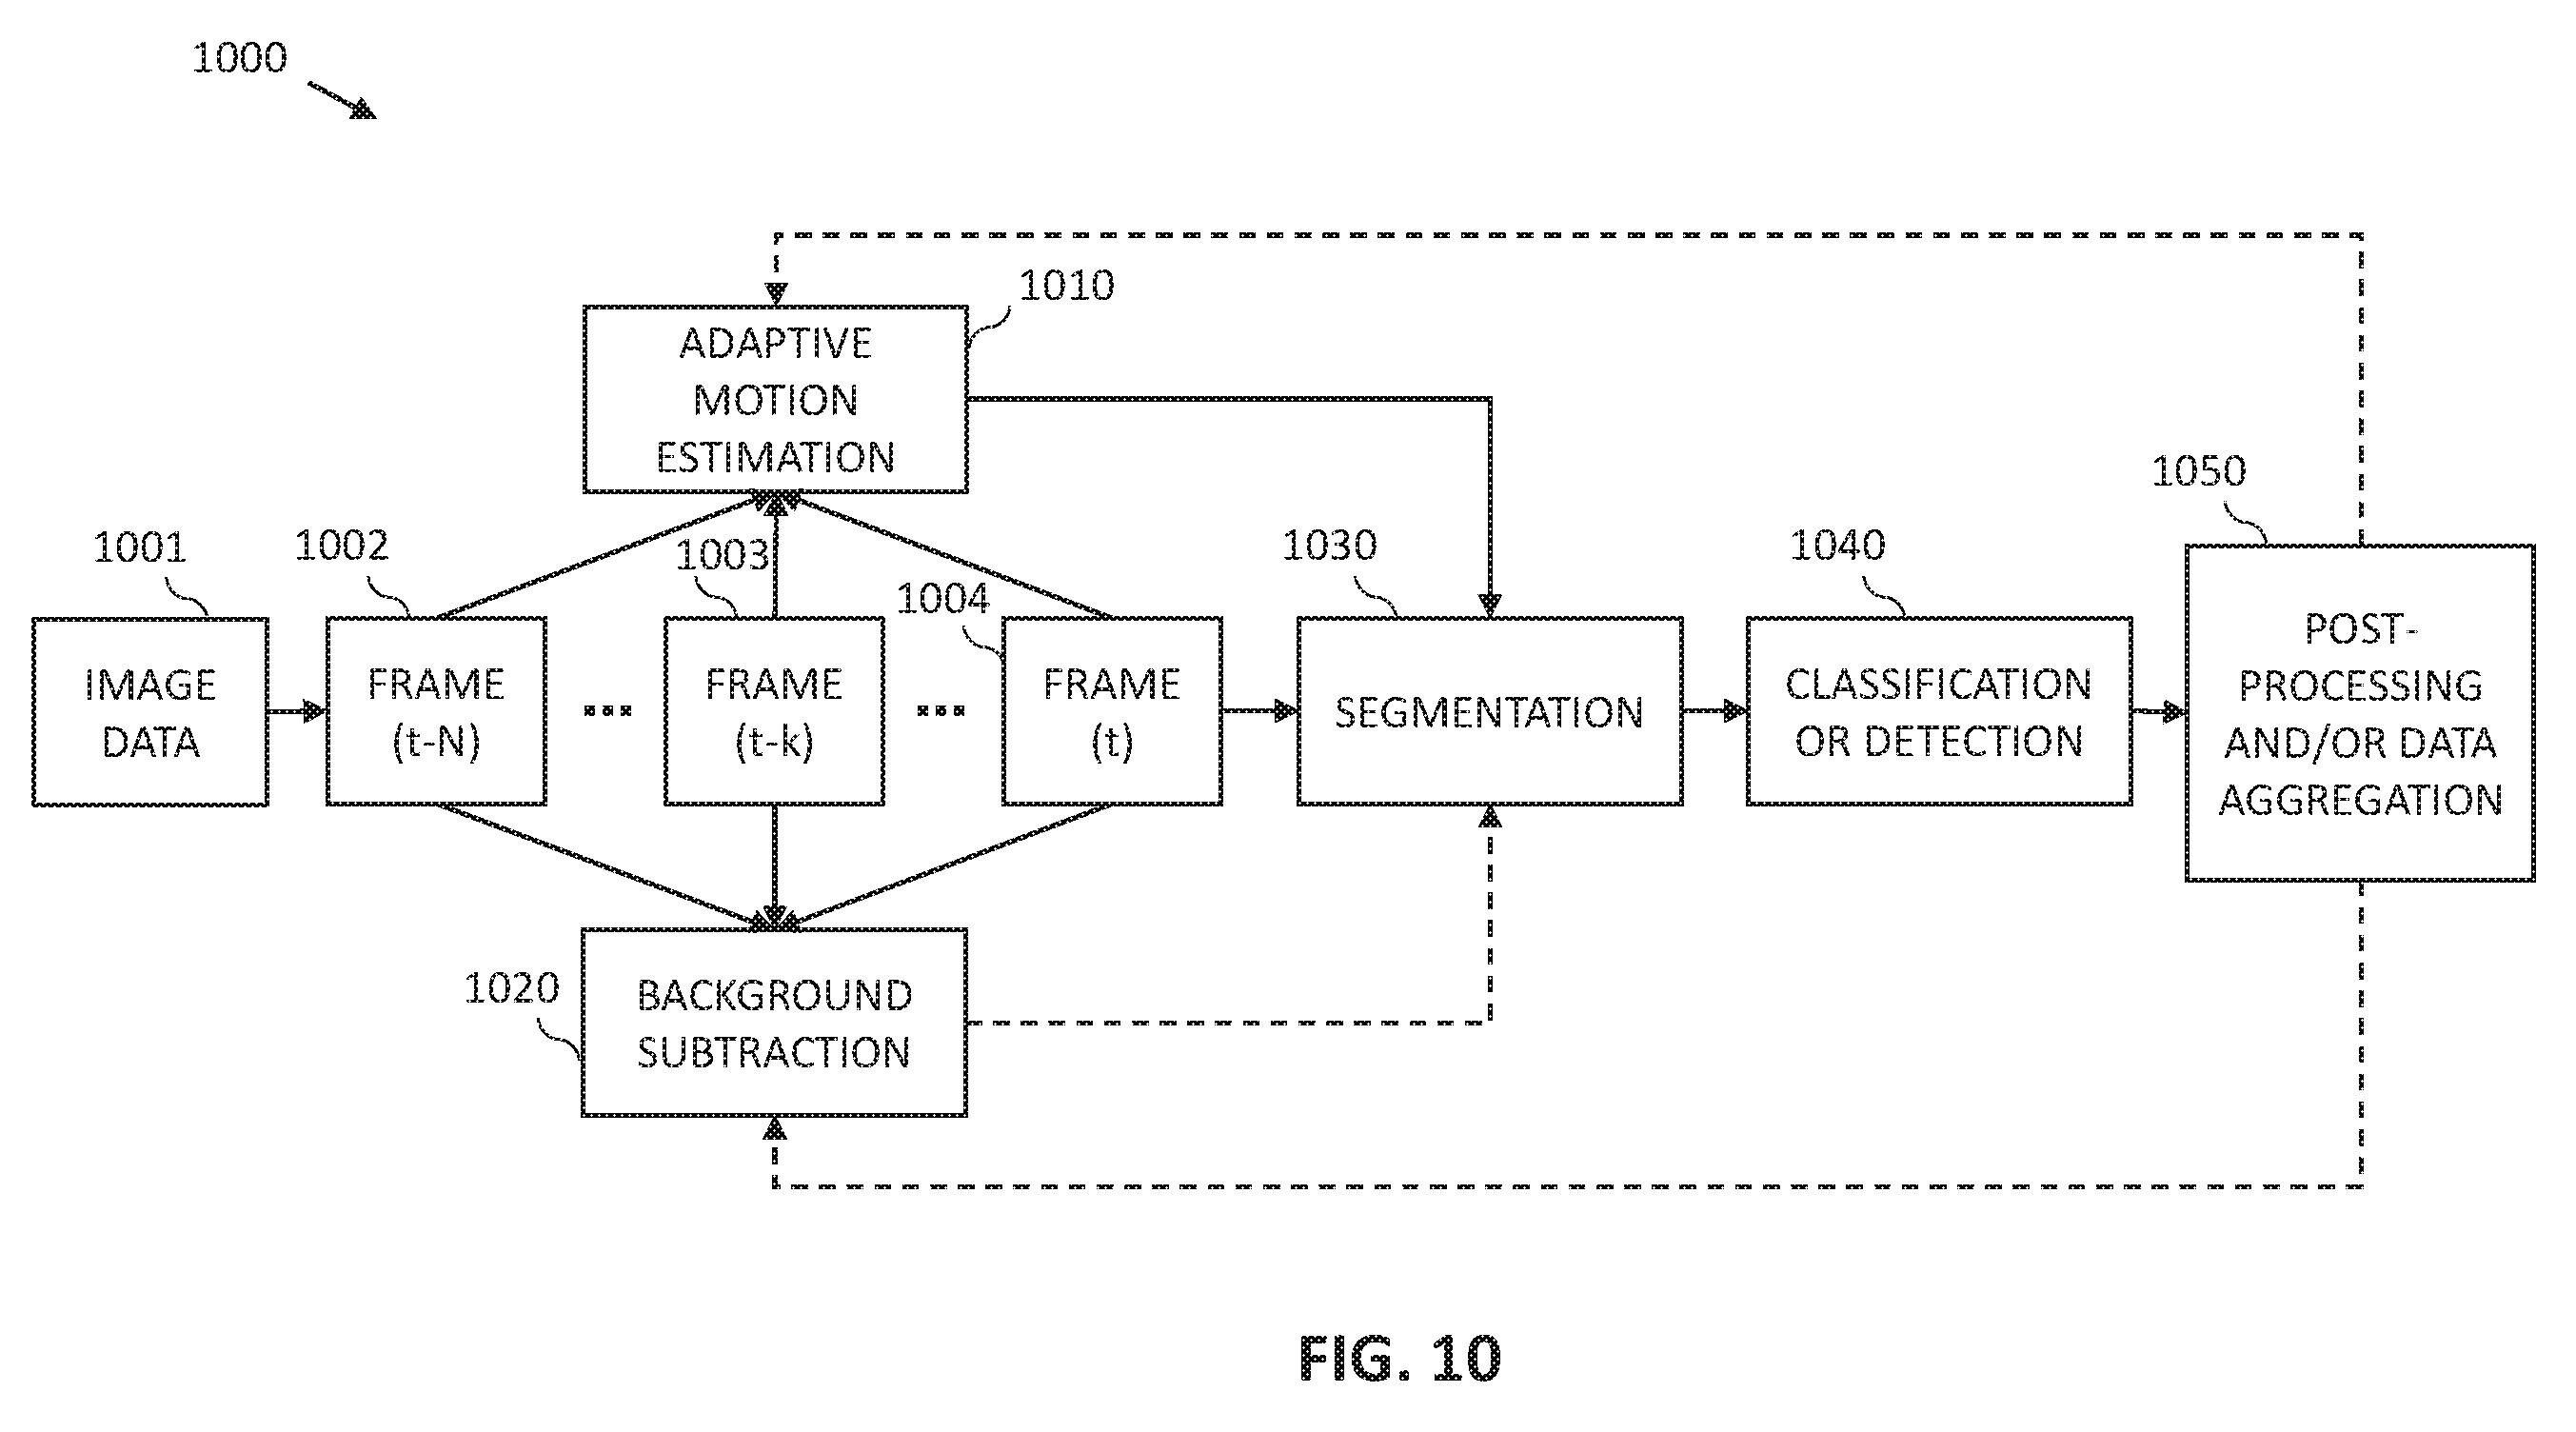 1000
1010
ADAPTIVE
MOTION
ESTIMATION
1001
IMAGE
DATA
1002
FRAME
(t-N)
...
1003
FRAME
(t-k)
...
1004
FRAME
(t)
1030
SEGMENTATION
1040
CLASSIFICATION
OR DETECTION
1050
POST-
PROCESSING
AND/OR DATA
AGGREGATION
1020
BACKGROUND
SUBTRACTION
FIG. 10